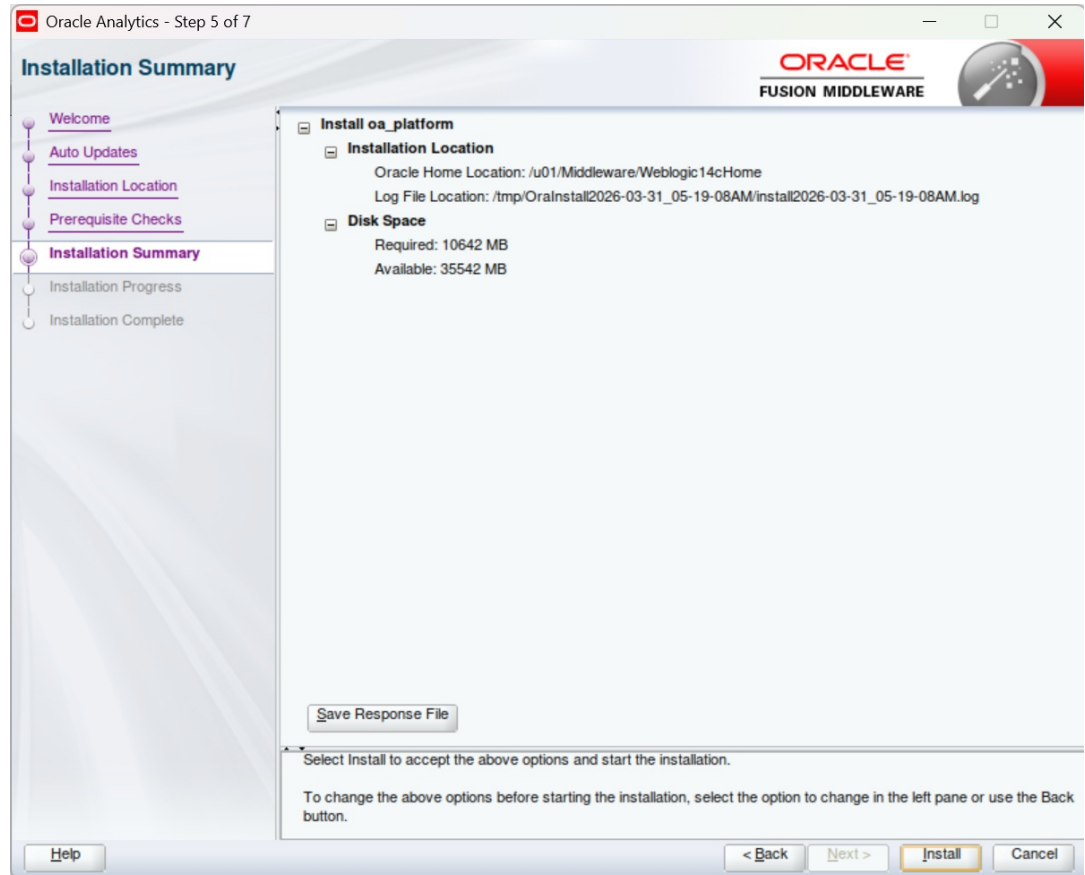 Oracle Analytics - Step 5 of 7
Installation Summary
ORACLE
FUSION MIDDLEWARE
Welcome
Auto Updates
Installation Location
Prerequisite Checks
Installation Summary
Installation Progress
Installation Complete
Install oa_platform
Installation Location
Oracle Home Location: /u01/Middleware/Weblogic14cHome
Log File Location: /tmp/OraInstall2026-03-31_05-19-08AM/install2026-03-31_05-19-08AM.log
Disk Space
Required: 10642 MB
Available: 35542 MB
Save Response File
Select Install to accept the above options and start the installation.
To change the above options before starting the installation, select the option to change in the left pane or use the Back
button.
Help
< Back
Next >
Install
Cancel